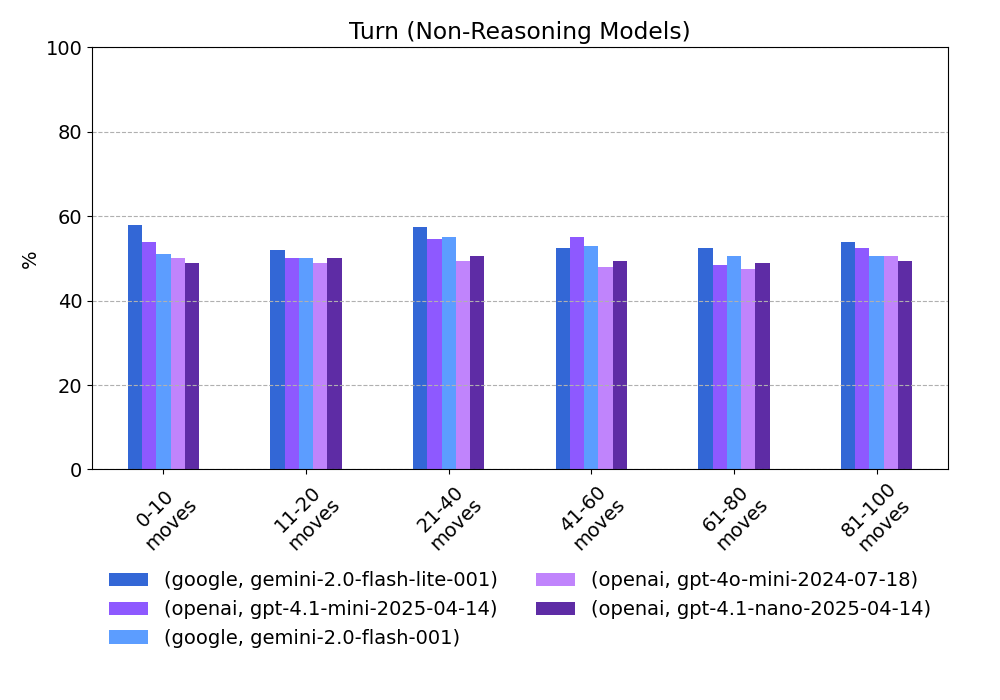 Turn (Non-Reasoning Models)
%
100
80
60
40
20
0
0-10
moves
11-20
moves
21-40
moves
41-60
moves
61-80
moves
81-100
moves
(google, gemini-2.0-flash-lite-001)
(openai, gpt-4.1-mini-2025-04-14)
(google, gemini-2.0-flash-001)
(openai, gpt-4o-mini-2024-07-18)
(openai, gpt-4.1-nano-2025-04-14)